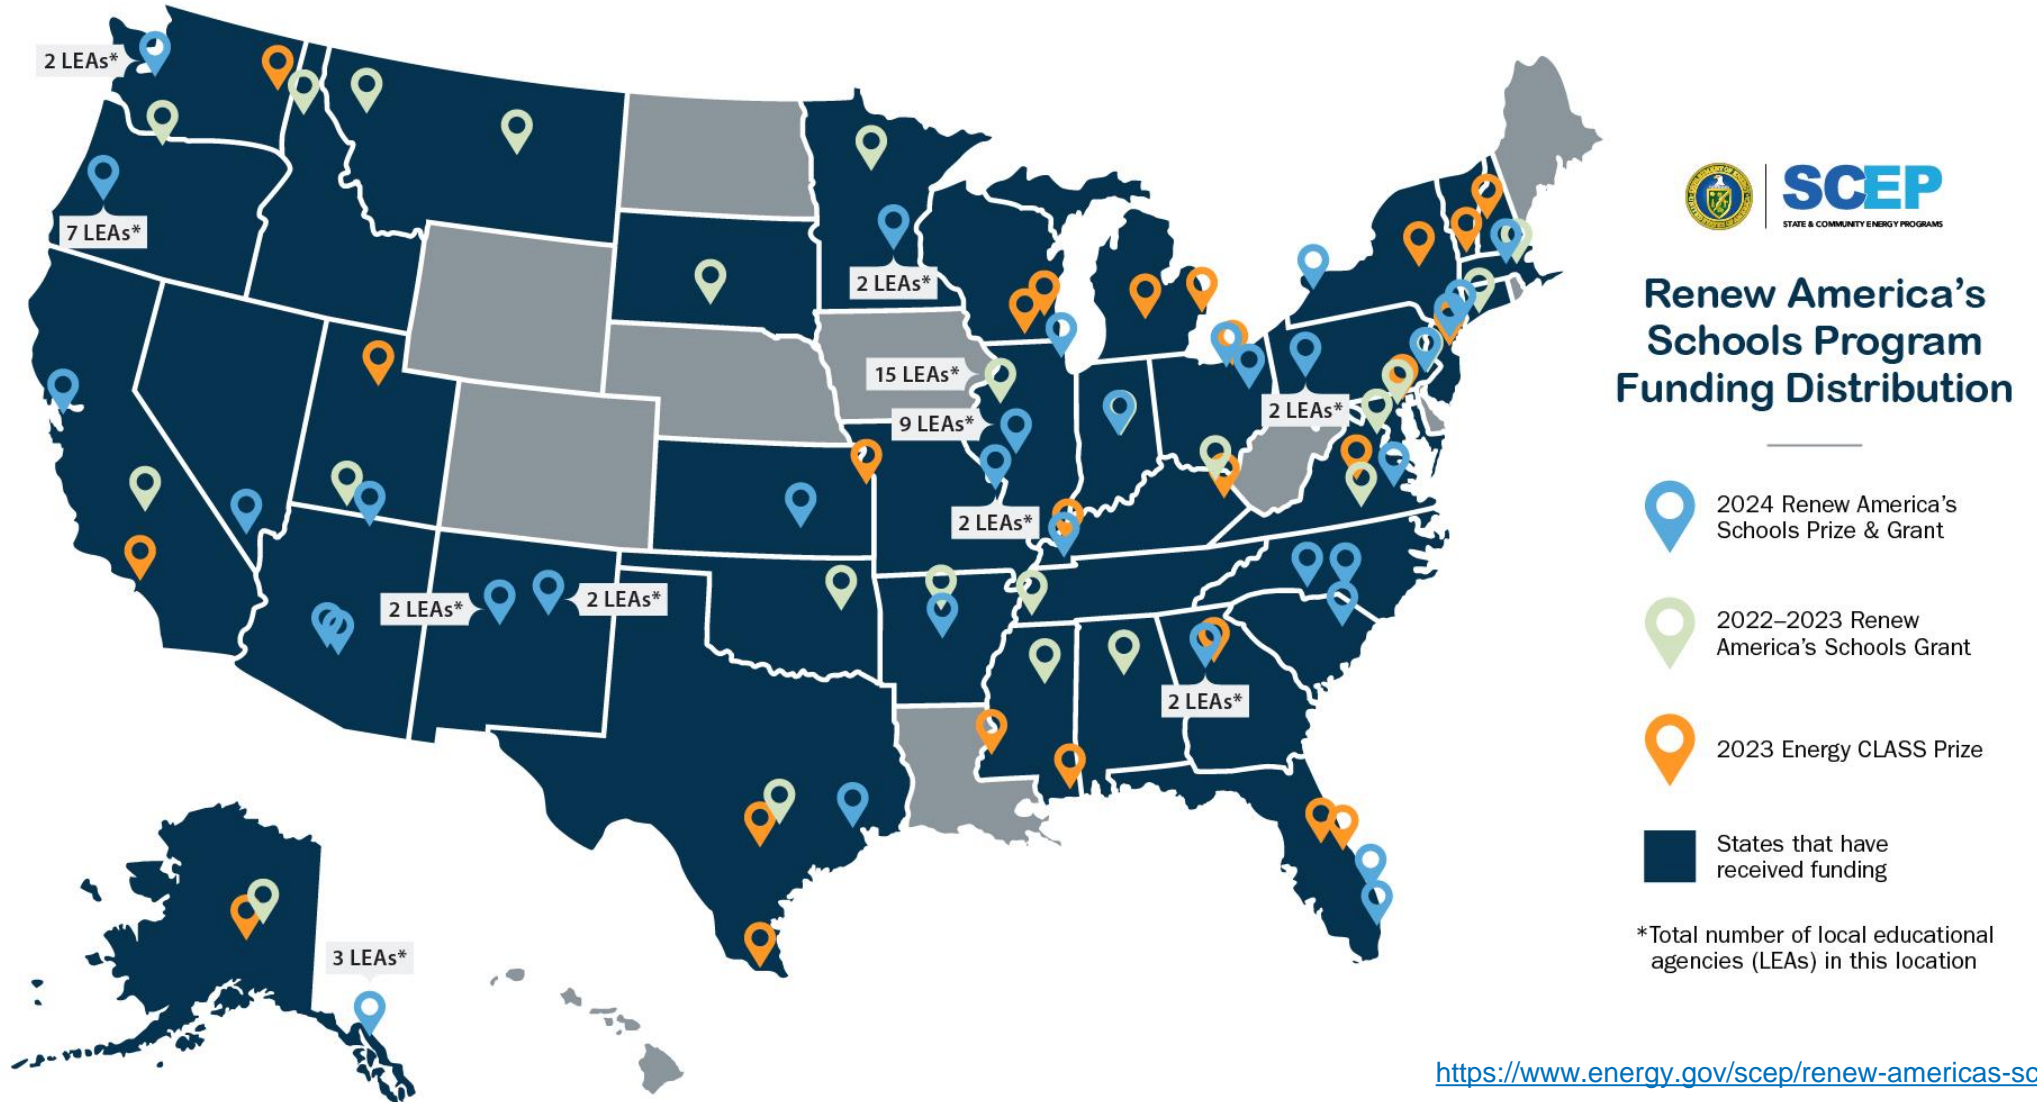 2 LEAs*
7 LEAs*
2 LEAs*
15 LEAs*
9 LEAs*
2 LEAs*
2 LEAs*
2 LEAs*
2 LEAs*
2 LEAs*
3 LEAs*
SCEP
STATE & COMMUNITY ENERGY PROGRAMS
Renew America's
Schools Program
Funding Distribution
2024 Renew America's
Schools Prize & Grant
2022–2023 Renew
America's Schools Grant
2023 Energy CLASS Prize
States that have
received funding
*Total number of local educational
agencies (LEAs) in this location
https://www.energy.gov/scep/renew-americas-sc